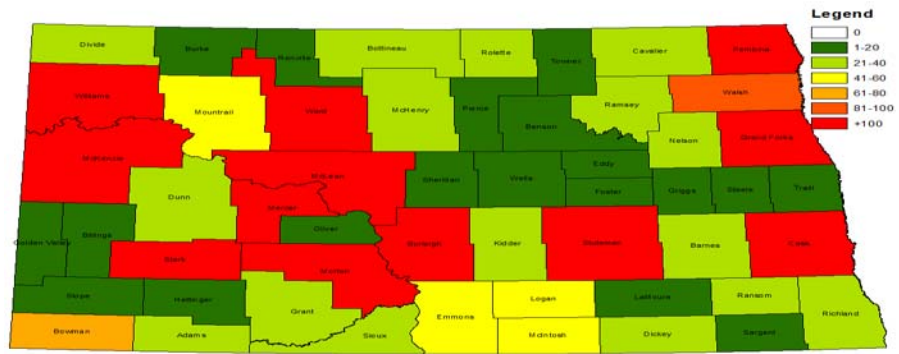 Legend
0
1-20
21-40
41-60
61-80
81-100
+100
Divide
Burke
Renville
Bottineau
Rolette
Towner
Cavalier
Pembina
Williams
Mountrail
Ward
McHenry
Pierce
Benson
Ramsey
Walsh
Nelson
Grand Forks
McKenzie
Dunn
McLean
Mercer
Oliver
Sheridan
Wells
Eddy
Foster
Griggs
Steele
Traill
Golden Valley
Billings
Stark
Morton
Burleigh
Kidder
Stutsman
Barnes
Cass
Slope
Hettinger
Grant
Emmons
Logan
LaMoure
Ransom
Richland
Bowman
Adams
Sioux
McIntosh
Dickey
Sargent